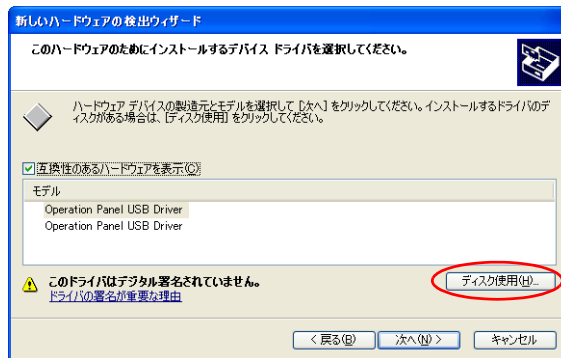 新しいハードウェアの検出ウィザード
このハードウェアのためにインストールするデバイス ドライバを選択してください。
ハードウェア デバイスの製造元とモデルを選択して [次へ] をクリックしてください。インストールするドライバのデ
ィスクがある場合は、[ディスク使用] をクリックしてください。
互換性のあるハードウェアを表示(C)
モデル
Operation Panel USB Driver
Operation Panel USB Driver
このドライバはデジタル署名されていません。
ドライバの署名が重要な理由
ディスク使用(H)...
< 戻る(B)
次へ(N) >
キャンセル